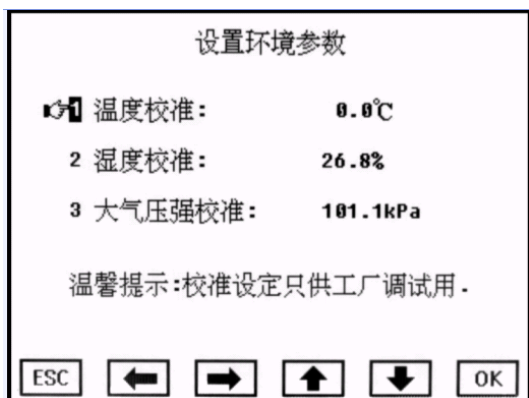 设置环境参数
1 温度校准: 0.0℃
2 湿度校准: 26.8%
3 大气压强校准: 101.1kPa
温馨提示:校准设定只供工厂调试用.
ESC OK